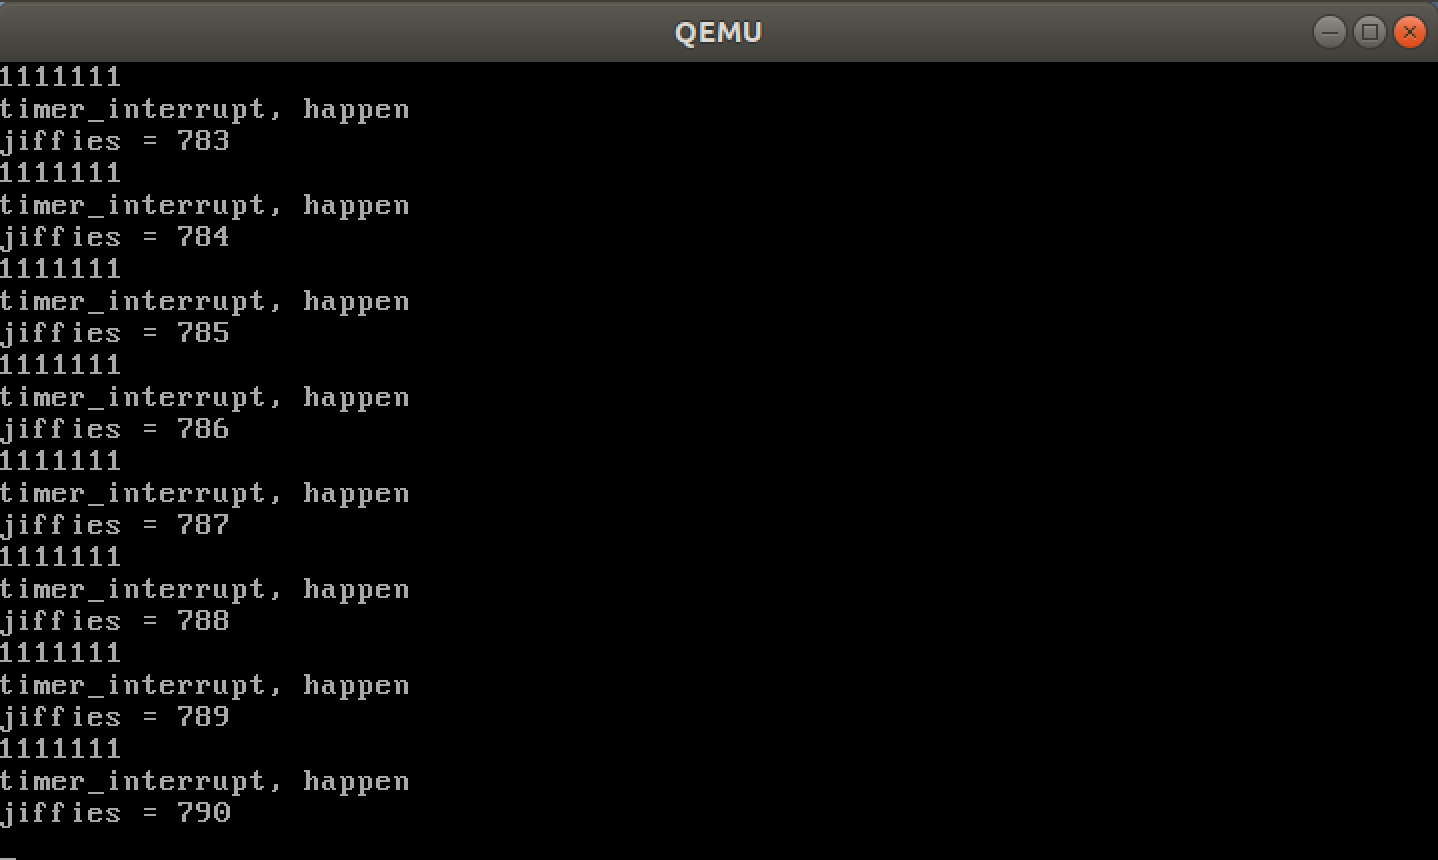 QEMU
1111111
timer_interrupt, happen
jiffies = 783
1111111
timer_interrupt, happen
jiffies = 784
1111111
timer_interrupt, happen
jiffies = 785
1111111
timer_interrupt, happen
jiffies = 786
1111111
timer_interrupt, happen
jiffies = 787
1111111
timer_interrupt, happen
jiffies = 788
1111111
timer_interrupt, happen
jiffies = 789
1111111
timer_interrupt, happen
jiffies = 790